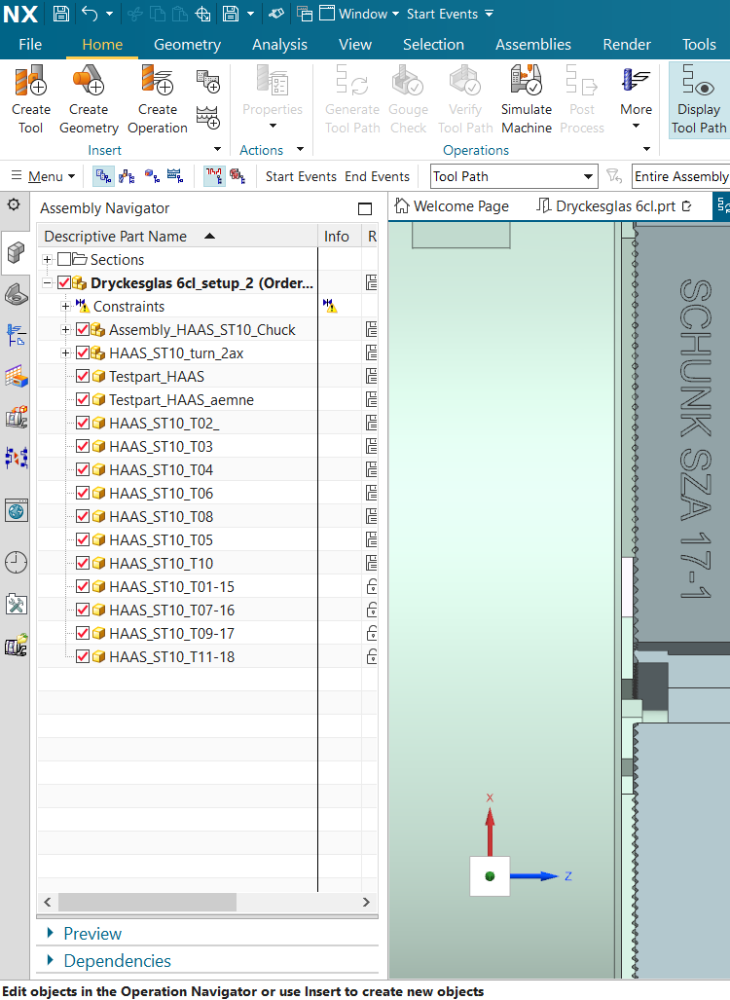 NX Window Start Events
File Home Geometry Analysis View Selection Assemblies Render Tools
Create Tool Create Geometry Create Operation Properties Generate Tool Path Gouge Check Verify Tool Path Simulate Machine Post Process More Display Tool Path
Insert Actions Operations
Menu Start Events End Events Tool Path Entire Assembly
Assembly Navigator Welcome Page Dryckesglas 6cl.prt
Descriptive Part Name Info R
Sections
Dryckesglas 6cl_setup_2 (Order...
Constraints
Assembly_HAAS_ST10_Chuck
HAAS_ST10_turn_2ax
Testpart_HAAS
Testpart_HAAS_aemne
HAAS_ST10_T02_
HAAS_ST10_T03
HAAS_ST10_T04
HAAS_ST10_T06
HAAS_ST10_T08
HAAS_ST10_T05
HAAS_ST10_T10
HAAS_ST10_T01-15
HAAS_ST10_T07-16
HAAS_ST10_T09-17
HAAS_ST10_T11-18
SCHUNK SZA 17-1
X
Z
Preview
Dependencies
Edit objects in the Operation Navigator or use Insert to create new objects